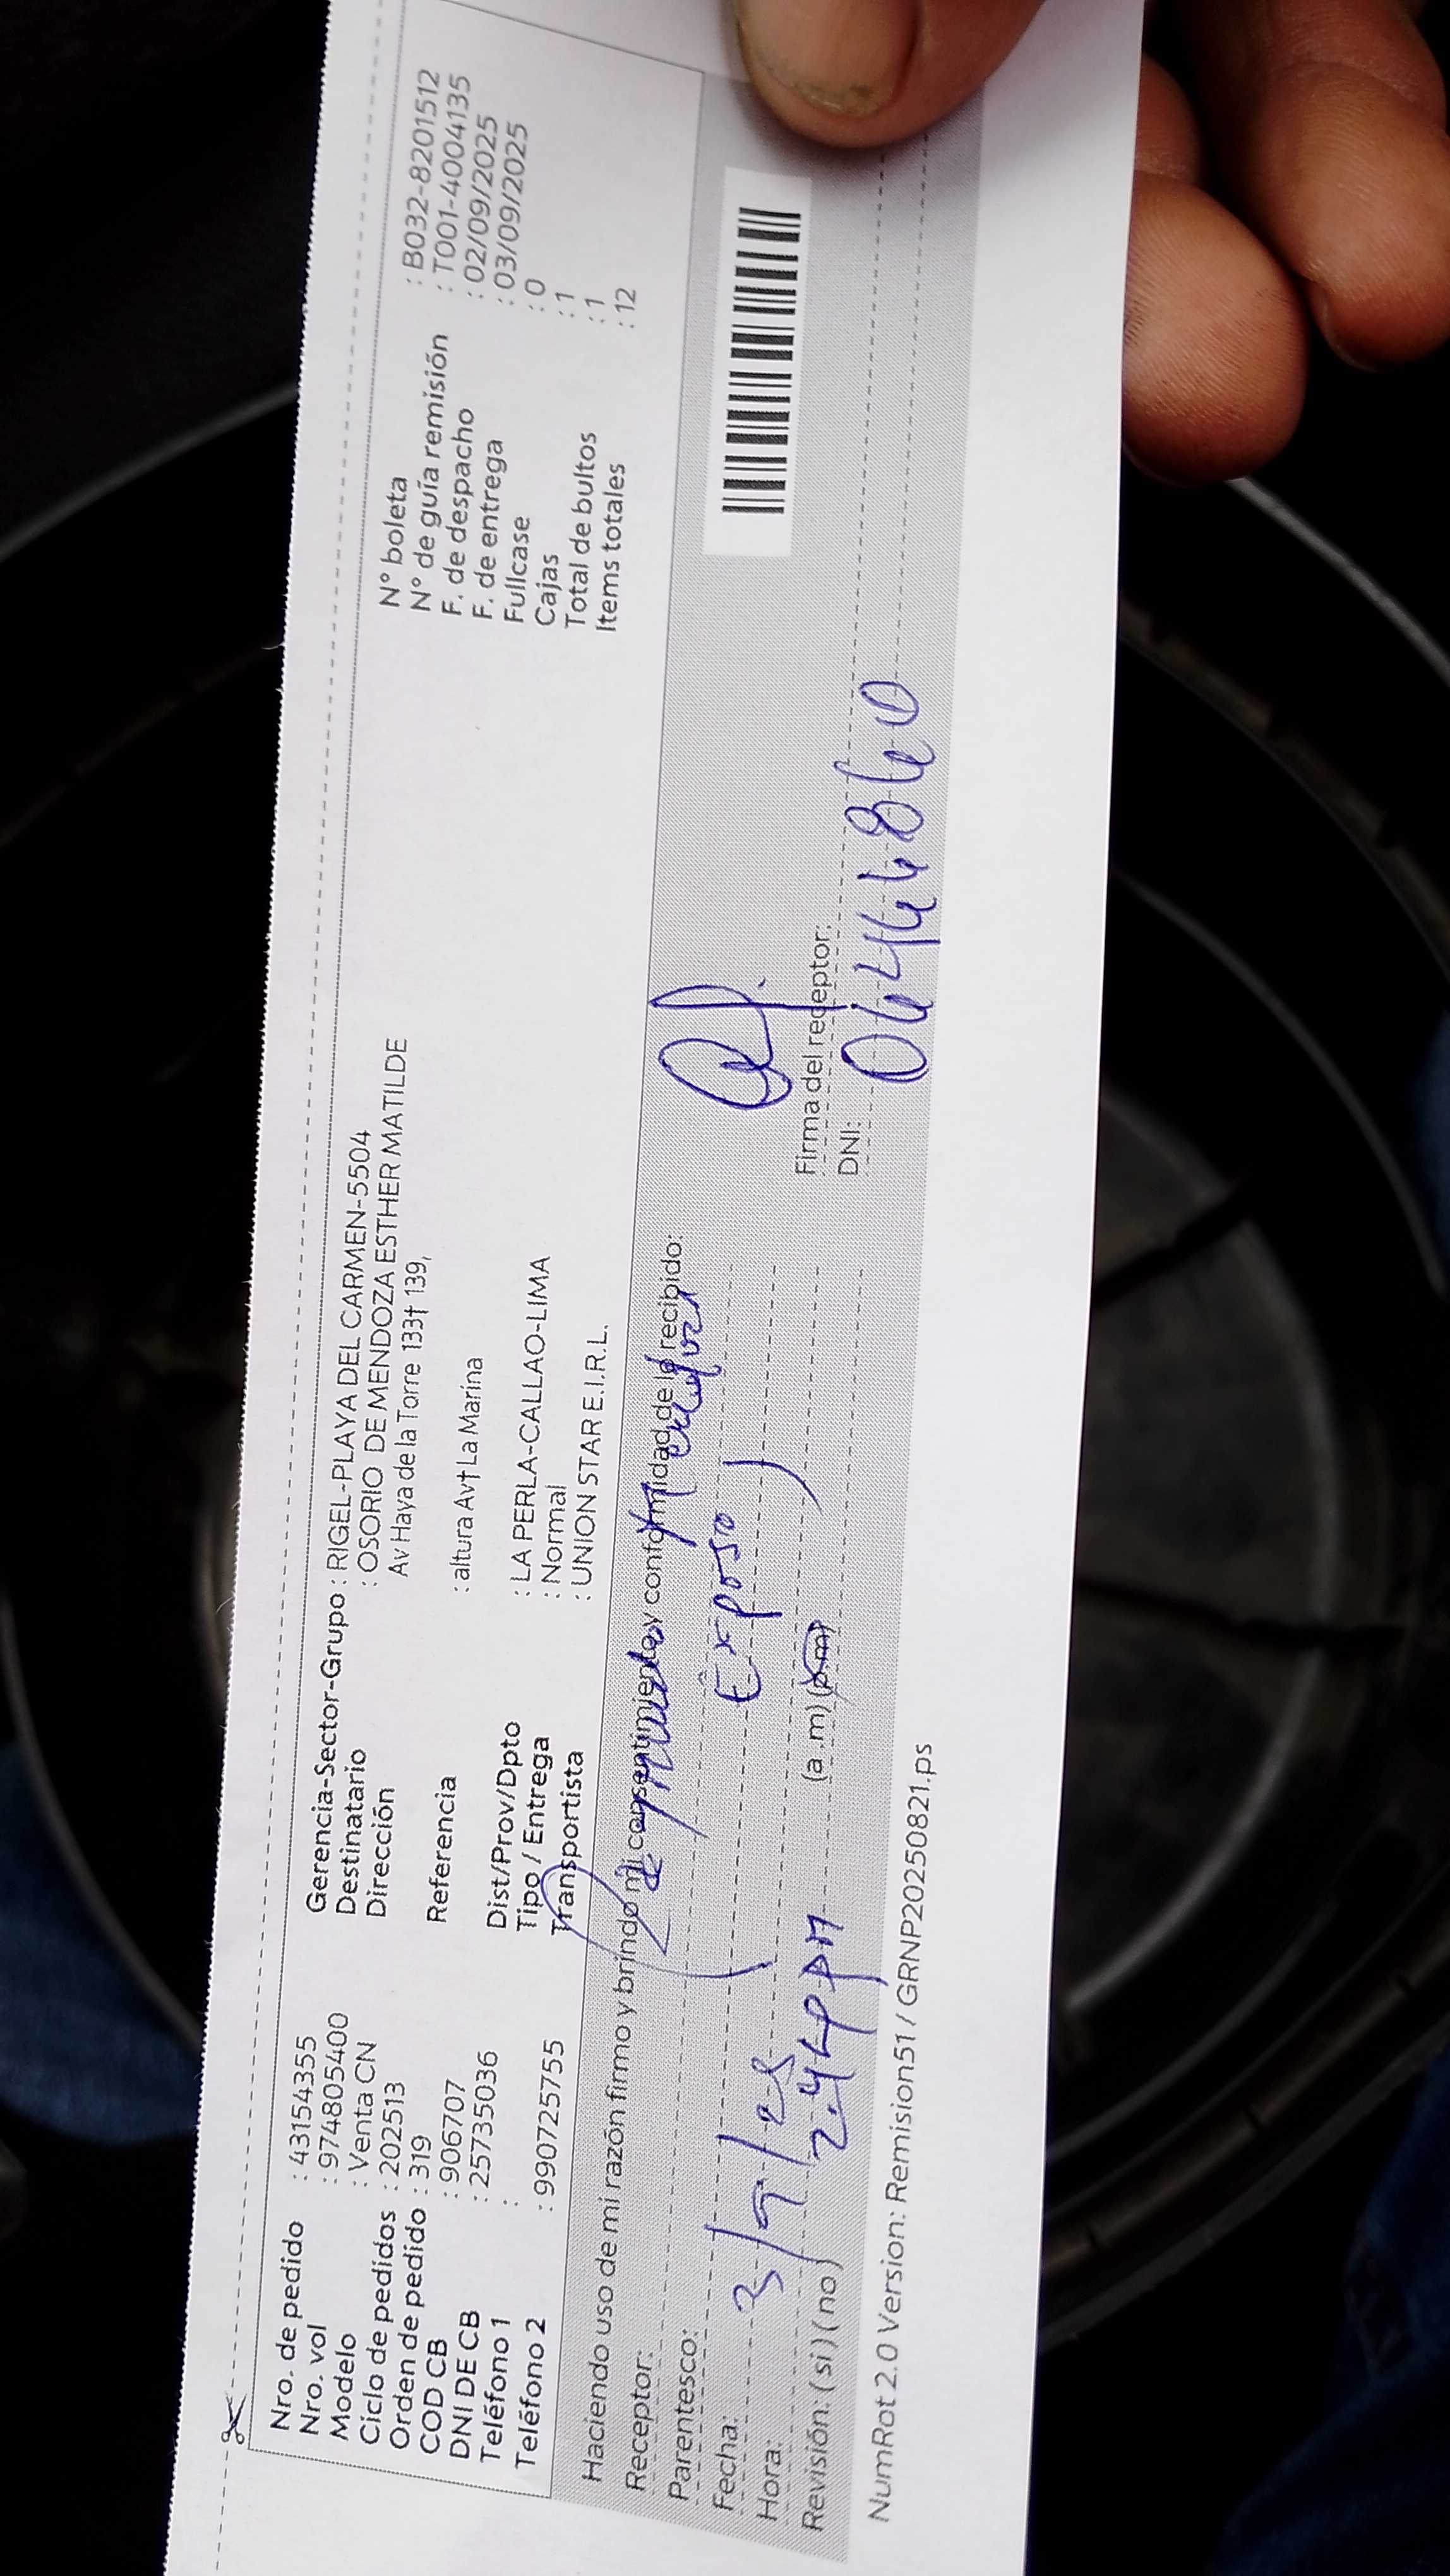 Nro. de pedido : 43154355
Nro. vol : 974805400
Modelo : Venta CN
Ciclo de pedidos : 202513
Orden de pedido : 319
COD CB : 906707
DNI DE CB : 25735036
Teléfono 1 :
Teléfono 2 : 990725755
Gerencia-Sector-Grupo : RIGEL-PLAYA DEL CARMEN-5504
Destinatario : OSORIO DE MENDOZA ESTHER MATILDE
Dirección Av Haya de la Torre 133† 139,
Referencia : altura Av† La Marina
Dist/Prov/Dpto : LA PERLA-CALLAO-LIMA
Tipo / Entrega : Normal
Transportista : UNION STAR E.I.R.L.
N° boleta : B032-8201512
N° de guía remisión : T001-4004135
F. de despacho : 02/09/2025
F. de entrega : 03/09/2025
Fullcase : 0
Cajas : 1
Total de bultos : 1
Items totales : 12
Haciendo uso de mi razón firmo y brindo mi consentimiento y conformidad de lo recibido:
Receptor:
Parentesco: ( Exposo )
Fecha: 3/9/25
Hora: 2.44pm (a.m) (p.m)
Revisión: (si) (no)
Firma del receptor:
DNI:
NumRot 2.0 Version: Remision51 / GRNP20250821.ps